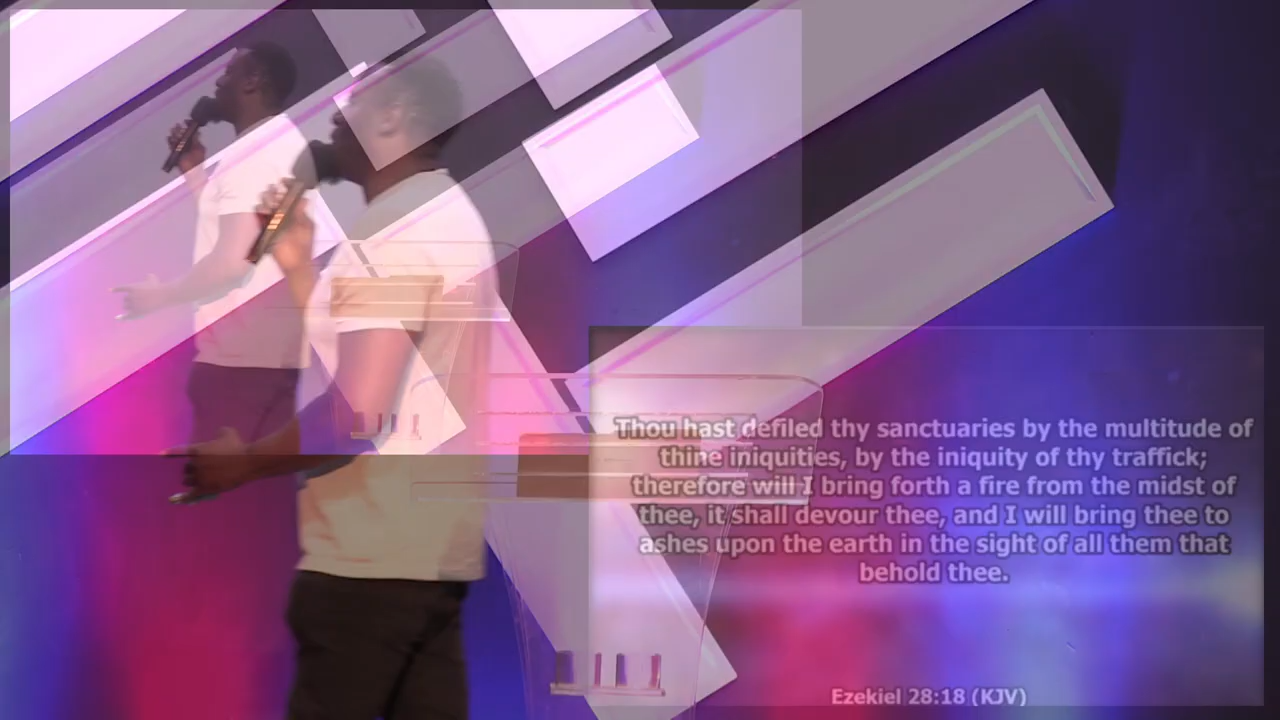 Thou hast defiled thy sanctuaries by the multitude of
thine iniquities, by the iniquity of thy traffick;
therefore will I bring forth a fire from the midst of
thee, it shall devour thee, and I will bring thee to
ashes upon the earth in the sight of all them that
behold thee.
Ezekiel 28:18 (KJV)